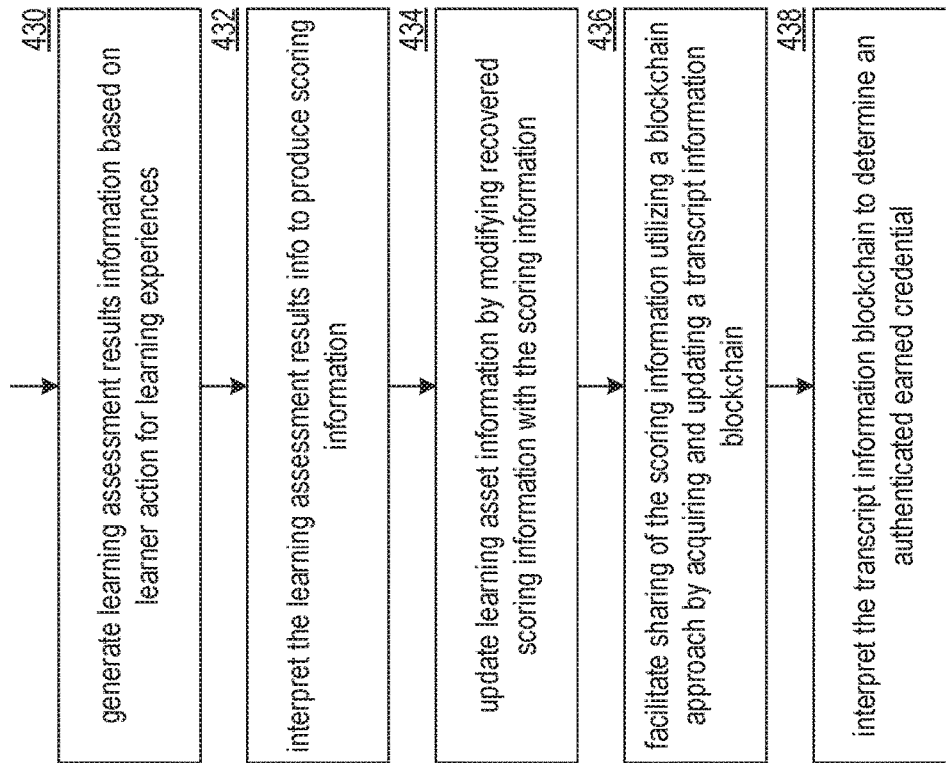 430
generate learning assessment results information based on
learner action for learning experiences
432
interpret the learning assessment results info to produce scoring
information
434
update learning asset information by modifying recovered
scoring information with the scoring information
436
facilitate sharing of the scoring information utilizing a blockchain
approach by acquiring and updating a transcript information
blockchain
438
interpret the transcript information blockchain to determine an
authenticated earned credential